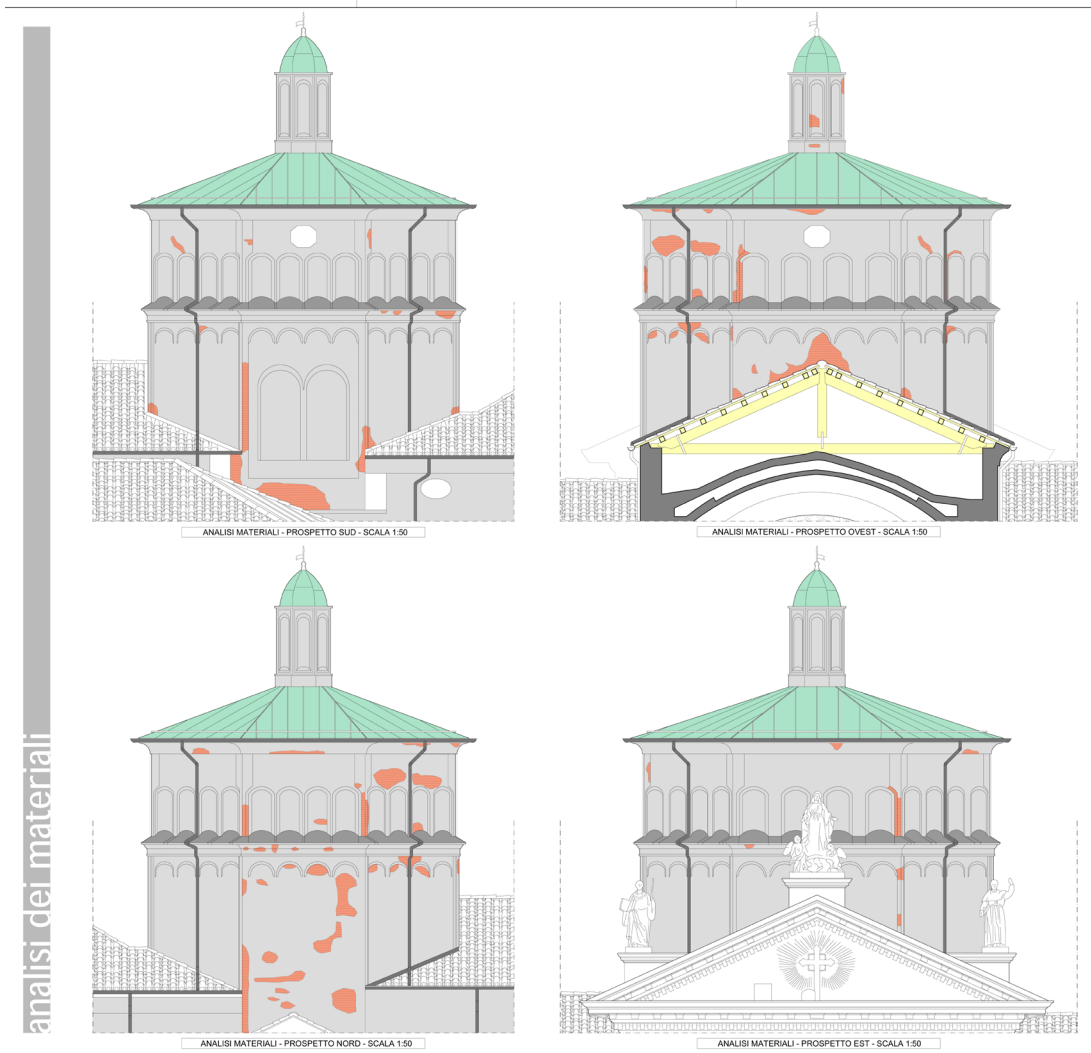 analisi dei materiali
ANALISI MATERIALI - PROSPETTO SUD - SCALA 1:50
ANALISI MATERIALI - PROSPETTO OVEST - SCALA 1:50
ANALISI MATERIALI - PROSPETTO NORD - SCALA 1:50
ANALISI MATERIALI - PROSPETTO EST - SCALA 1:50